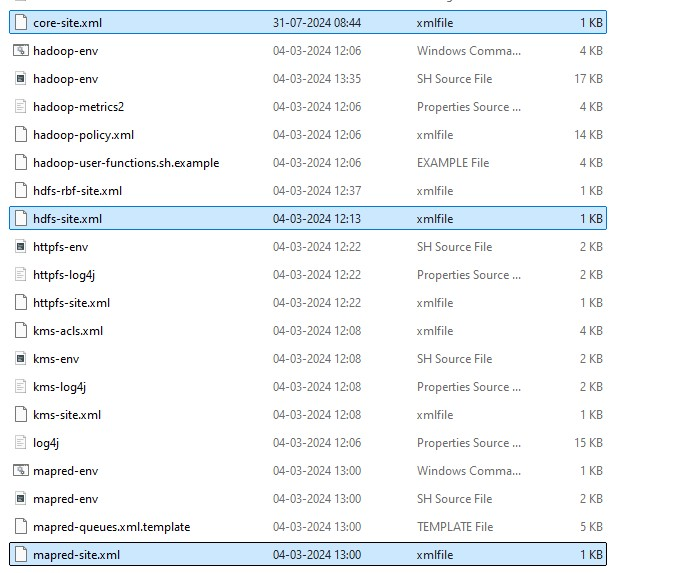 core-site.xml 31-07-2024 08:44 xmlfile 1 KB
hadoop-env 04-03-2024 12:06 Windows Comma... 4 KB
hadoop-env 04-03-2024 13:35 SH Source File 17 KB
hadoop-metrics2 04-03-2024 12:06 Properties Source ... 4 KB
hadoop-policy.xml 04-03-2024 12:06 xmlfile 14 KB
hadoop-user-functions.sh.example 04-03-2024 12:06 EXAMPLE File 4 KB
hdfs-rbf-site.xml 04-03-2024 12:37 xmlfile 1 KB
hdfs-site.xml 04-03-2024 12:13 xmlfile 1 KB
httpfs-env 04-03-2024 12:22 SH Source File 2 KB
httpfs-log4j 04-03-2024 12:22 Properties Source ... 2 KB
httpfs-site.xml 04-03-2024 12:22 xmlfile 1 KB
kms-acls.xml 04-03-2024 12:08 xmlfile 4 KB
kms-env 04-03-2024 12:08 SH Source File 2 KB
kms-log4j 04-03-2024 12:08 Properties Source ... 2 KB
kms-site.xml 04-03-2024 12:08 xmlfile 1 KB
log4j 04-03-2024 12:06 Properties Source ... 15 KB
mapred-env 04-03-2024 13:00 Windows Comma... 1 KB
mapred-env 04-03-2024 13:00 SH Source File 2 KB
mapred-queues.xml.template 04-03-2024 13:00 TEMPLATE File 5 KB
mapred-site.xml 04-03-2024 13:00 xmlfile 1 KB